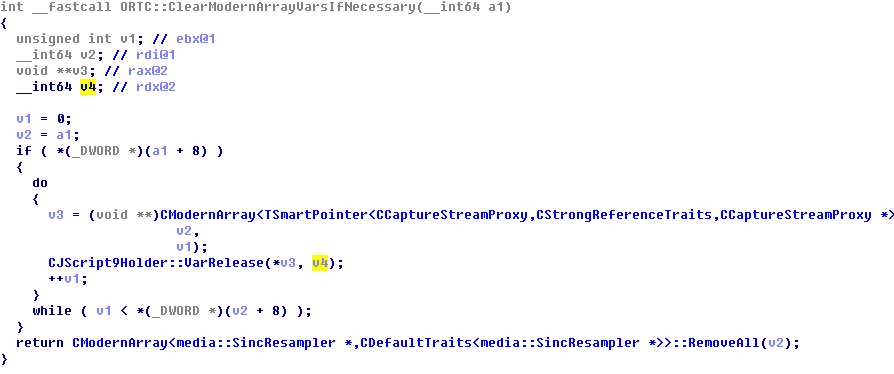 int __fastcall ORTC::ClearModernArrayVarsIfNecessary(__int64 a1)
{
  unsigned int v1; // ebx@1
  __int64 v2; // rdi@1
  void **v3; // rax@2
  __int64 v4; // rdx@2

  v1 = 0;
  v2 = a1;
  if ( *(_DWORD *)(a1 + 8) )
  {
    do
    {
      v3 = (void **)CModernArray<TSmartPointer<CCaptureStreamProxy,CStrongReferenceTraits,CCaptureStreamProxy *>
                      v2,
                      v1);
      CJScript9Holder::VarRelease(*v3, v4);
      ++v1;
    }
    while ( v1 < *(_DWORD *)(v2 + 8) );
  }
  return CModernArray<media::SincResampler *,CDefaultTraits<media::SincResampler *>>::RemoveAll(v2);
}